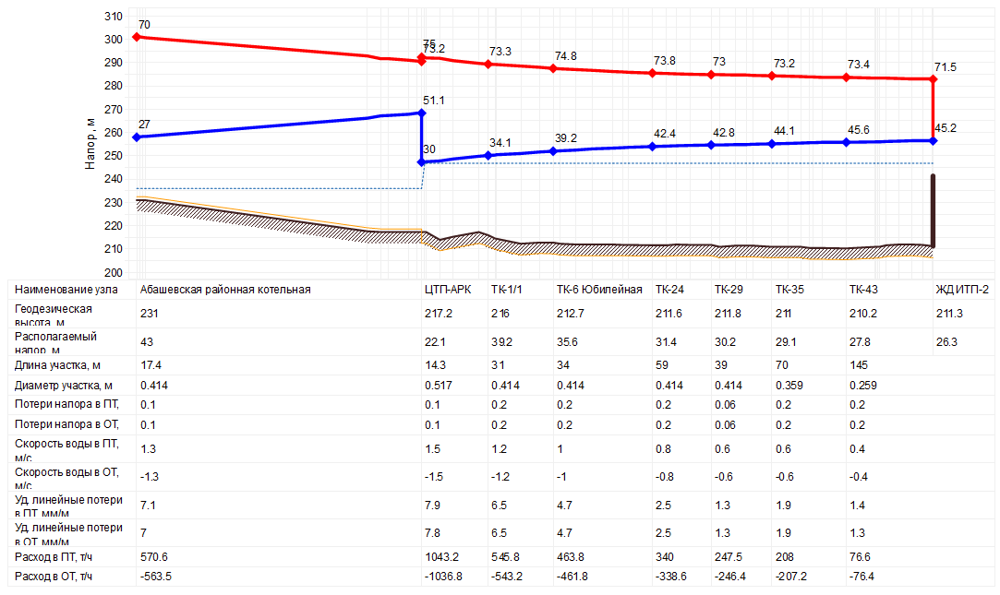 310
70
300
75
73.2
73.3
74.8
73.8
73
73.2
73.4
71.5
290
280
270
51.1
Напор, м
260
27
30
34.1
39.2
42.4
42.8
44.1
45.6
45.2
250
240
230
220
210
200
Наименование узла Абашевская районная котельная ЦТП-АРК ТК-1/1 ТК-6 Юбилейная ТК-24 ТК-29 ТК-35 ТК-43 ЖД ИТП-2
Геодезическая
высота, м 231 217.2 216 212.7 211.6 211.8 211 210.2 211.3
Располагаемый
напор, м 43 22.1 39.2 35.6 31.4 30.2 29.1 27.8 26.3
Длина участка, м 17.4 14.3 31 34 59 39 70 145
Диаметр участка, м 0.414 0.517 0.414 0.414 0.414 0.414 0.359 0.259
Потери напора в ПТ, 0.1 0.1 0.2 0.2 0.2 0.06 0.2 0.2
Потери напора в ОТ, 0.1 0.1 0.2 0.2 0.2 0.06 0.2 0.2
Скорость воды в ПТ,
м/с 1.3 1.5 1.2 1 0.8 0.6 0.6 0.4
Скорость воды в ОТ,
м/с -1.3 -1.5 -1.2 -1 -0.8 -0.6 -0.6 -0.4
Уд. линейные потери
в ПТ, мм/м 7.1 7.9 6.5 4.7 2.5 1.3 1.9 1.4
Уд. линейные потери
в ОТ, мм/м 7 7.8 6.5 4.7 2.5 1.3 1.9 1.3
Расход в ПТ, т/ч 570.6 1043.2 545.8 463.8 340 247.5 208 76.6
Расход в ОТ, т/ч -563.5 -1036.8 -543.2 -461.8 -338.6 -246.4 -207.2 -76.4